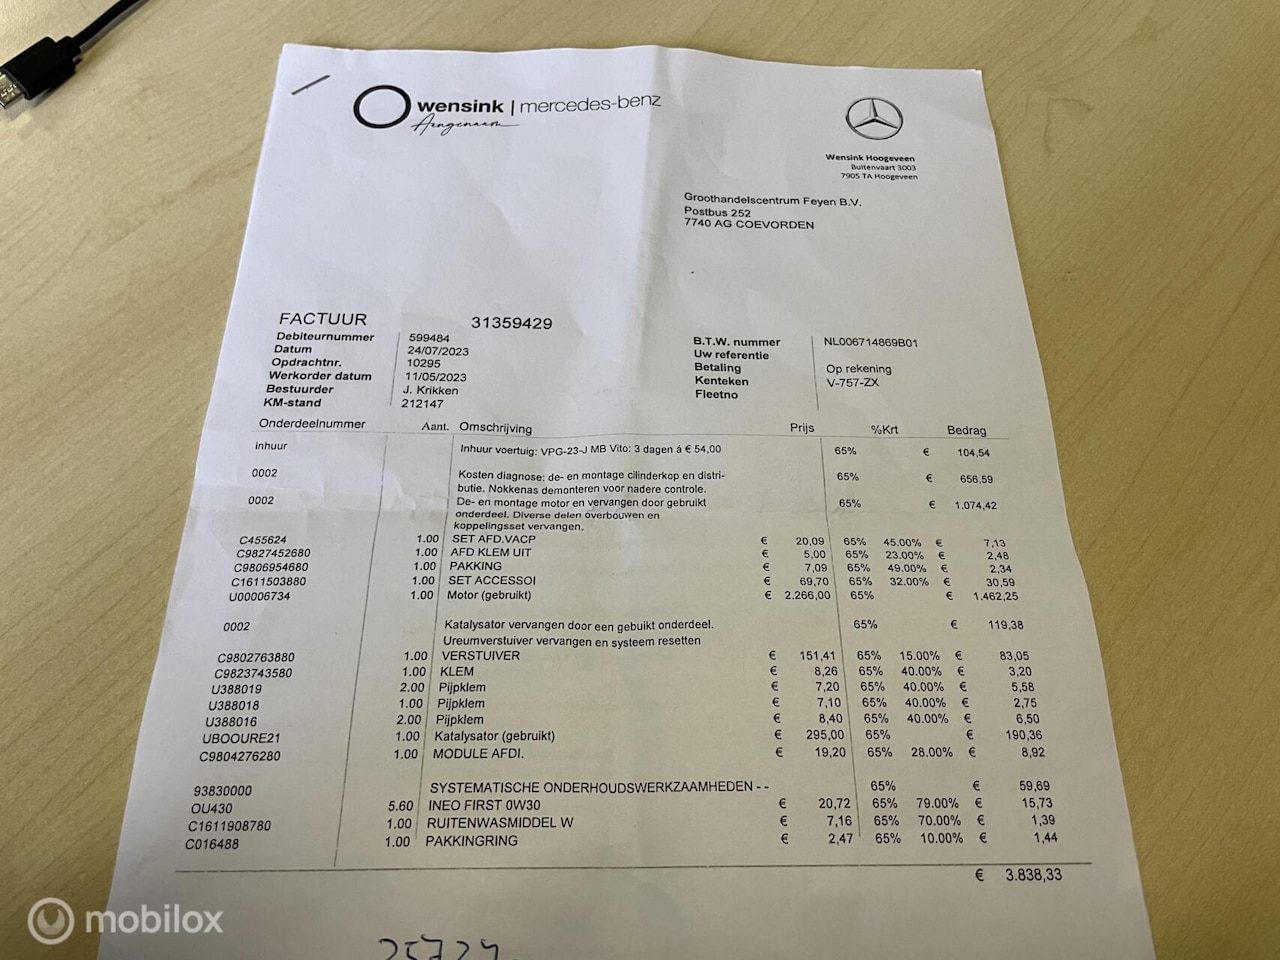 wensink | mercedes-benz
Aangenaam
Wensink Hoogeveen
Buitenvaart 3003
7905 TA Hoogeveen
Groothandelscentrum Feyen B.V.
Postbus 252
7740 AG COEVORDEN
FACTUUR 31359429
Debiteurnummer 599484
Datum 24/07/2023
Opdrachtnr. 10295
Werkorder datum 11/05/2023
Bestuurder J. Krikken
KM-stand 212147
B.T.W. nummer NL006714869B01
Uw referentie
Betaling Op rekening
Kenteken V-757-ZX
Fleetno
Onderdeelnummer Aant. Omschrijving Prijs %Krt Bedrag
inhuur Inhuur voertuig: VPG-23-J MB Vito: 3 dagen á € 54,00 65% € 104,54
0002 Kosten diagnose: de- en montage cilinderkop en distri- 65% € 656,59
butie. Nokkenas demonteren voor nadere controle.
0002 De- en montage motor en vervangen door gebruikt 65% € 1.074,42
onderdeel. Diverse delen overbouwen en
koppelingsset vervangen.
C455624 1.00 SET AFD.VACP € 20,09 65% 45.00% € 7,13
C9827452680 1.00 AFD KLEM UIT € 5,00 65% 23.00% € 2,48
C9806954680 1.00 PAKKING € 7,09 65% 49.00% € 2,34
C1611503880 1.00 SET ACCESSOI € 69,70 65% 32.00% € 30,59
U00006734 1.00 Motor (gebruikt) € 2.266,00 65% € 1.462,25
0002 Katalysator vervangen door een gebuikt onderdeel. 65% € 119,38
Ureumverstuiver vervangen en systeem resetten
C9802763880 1.00 VERSTUIVER € 151,41 65% 15.00% € 83,05
C9823743580 1.00 KLEM € 8,26 65% 40.00% € 3,20
U388019 2.00 Pijpklem € 7,20 65% 40.00% € 5,58
U388018 1.00 Pijpklem € 7,10 65% 40.00% € 2,75
U388016 2.00 Pijpklem € 8,40 65% 40.00% € 6,50
UBOOURE21 1.00 Katalysator (gebruikt) € 295,00 65% € 190,36
C9804276280 1.00 MODULE AFDI. € 19,20 65% 28.00% € 8,92
93830000 SYSTEMATISCHE ONDERHOUDSWERKZAAMHEDEN - - 65% € 59,69
OU430 5.60 INEO FIRST 0W30 € 20,72 65% 79.00% € 15,73
C1611908780 1.00 RUITENWASMIDDEL W € 7,16 65% 70.00% € 1,39
C016488 1.00 PAKKINGRING € 2,47 65% 10.00% € 1,44
€ 3.838,33
mobilox